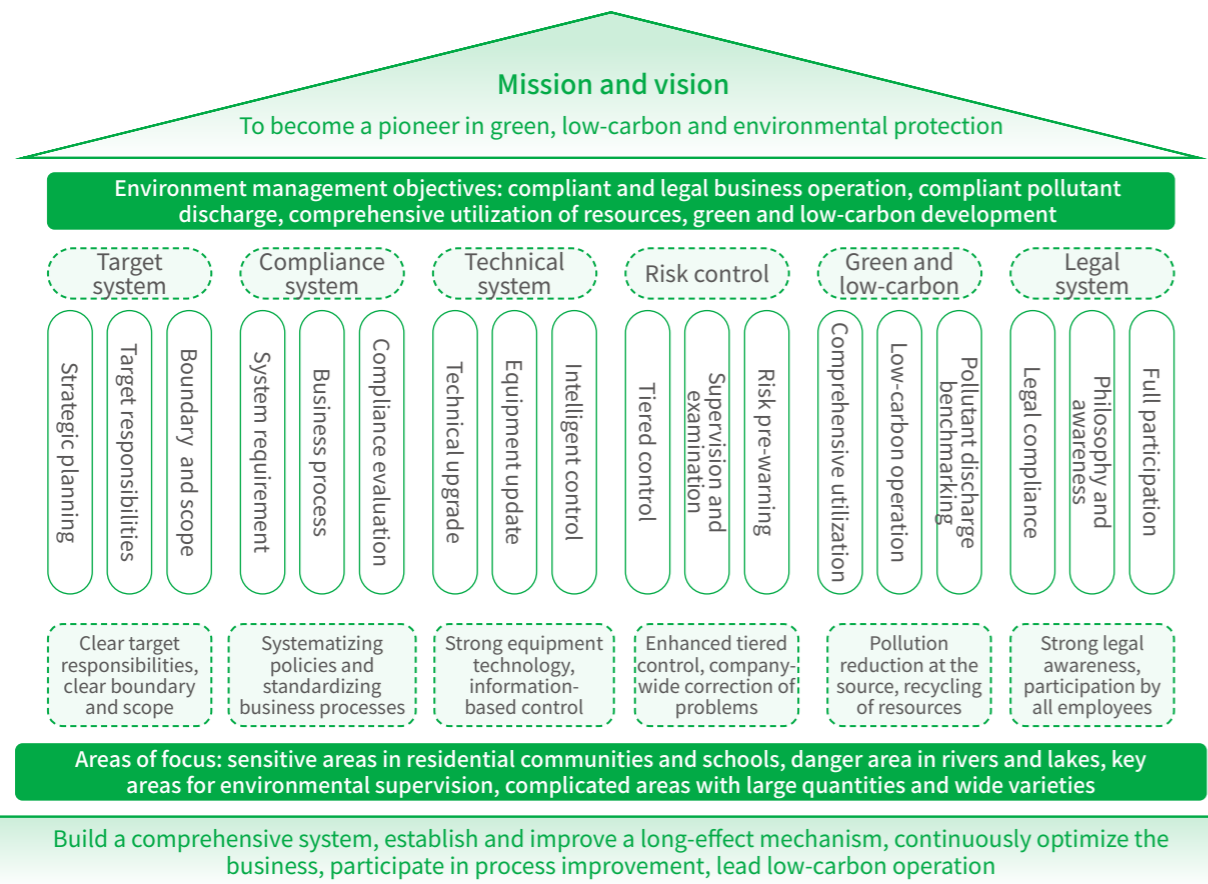 Mission and vision
To become a pioneer in green, low-carbon and environmental protection
Environment management objectives: compliant and legal business operation, compliant pollutant
discharge, comprehensive utilization of resources, green and low-carbon development
Target
system
Compliance
system
Technical
system
Risk control
Green and
low-carbon
Legal
system
Strategic planning
Target responsibilities
Boundary and scope
System requirement
Business process
Compliance evaluation
Technical upgrade
Equipment update
Intelligent control
Tiered control
Supervision and
examination
Risk pre-warning
Comprehensive utilization
Low-carbon operation
Pollutant discharge
benchmarking
Legal compliance
Philosophy and
awareness
Full participation
Clear target
responsibilities,
clear boundary
and scope
Systematizing
policies and
standardizing
business processes
Strong equipment
technology,
information-
based control
Enhanced tiered
control, company-
wide correction of
problems
Pollution
reduction at the
source, recycling
of resources
Strong legal
awareness,
participation by
all employees
Areas of focus: sensitive areas in residential communities and schools, danger area in rivers and lakes, key
areas for environmental supervision, complicated areas with large quantities and wide varieties
Build a comprehensive system, establish and improve a long-effect mechanism, continuously optimize the
business, participate in process improvement, lead low-carbon operation